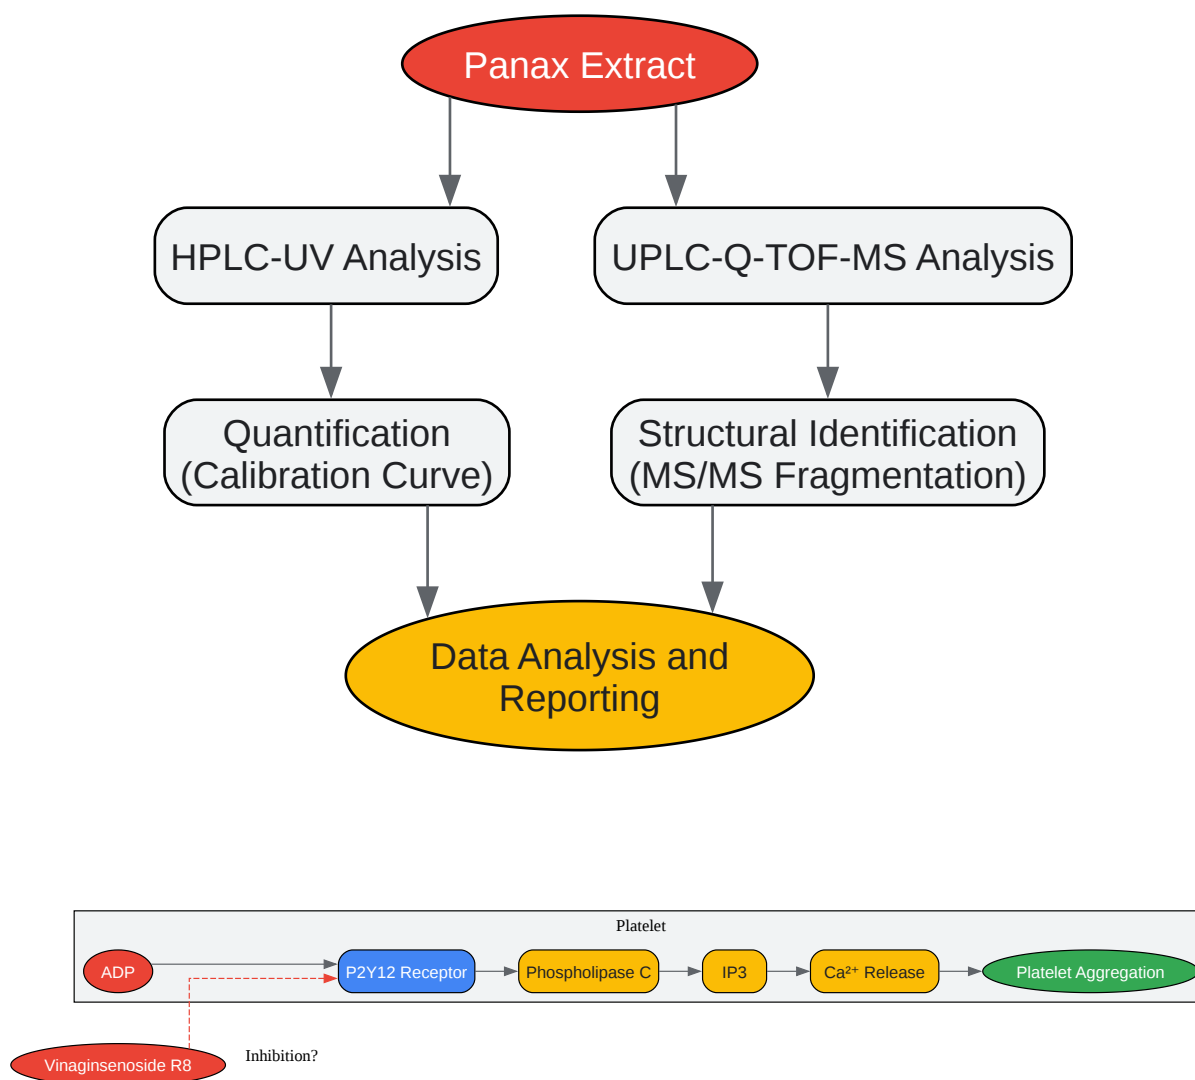 Panax Extract
HPLC-UV Analysis
UPLC-Q-TOF-MS Analysis
Quantification
(Calibration Curve)
Structural Identification
(MS/MS Fragmentation)
Data Analysis and
Reporting
Platelet
ADP
P2Y12 Receptor
Phospholipase C
IP3
Ca²⁺ Release
Platelet Aggregation
Vinaginsenoside R8
Inhibition?